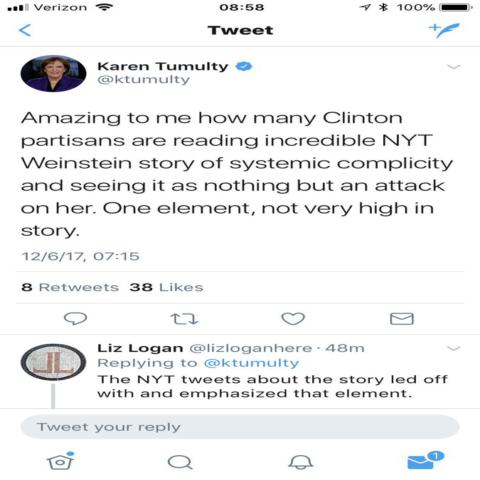 Verizon 08:58 100%
Tweet
Karen Tumulty
@ktumulty
Amazing to me how many Clinton
partisans are reading incredible NYT
Weinstein story of systemic complicity
and seeing it as nothing but an attack
on her. One element, not very high in
story.
12/6/17, 07:15
8 Retweets 38 Likes
Liz Logan @lizloganhere · 48m
Replying to @ktumulty
The NYT tweets about the story led off
with and emphasized that element.
Tweet your reply
1